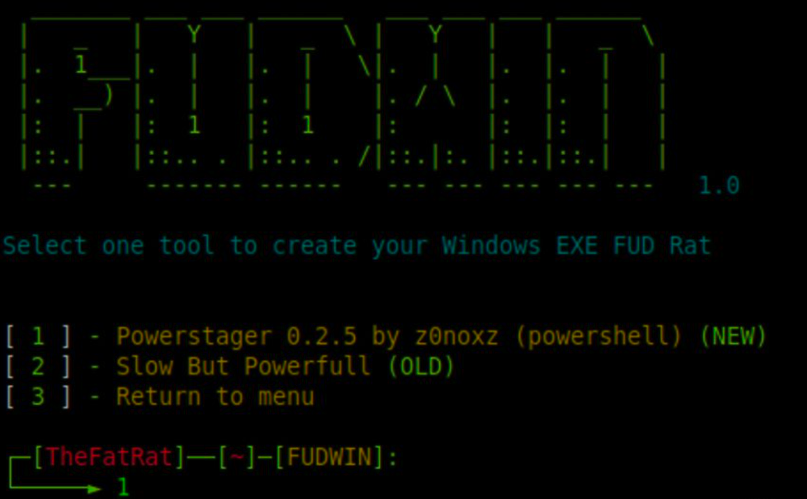 FUDWIN
1.0
Select one tool to create your Windows EXE FUD Rat
[ 1 ] - Powerstager 0.2.5 by z0noxz (powershell) (NEW)
[ 2 ] - Slow But Powerfull (OLD)
[ 3 ] - Return to menu
[TheFatRat]—[~]—[FUDWIN]:
1